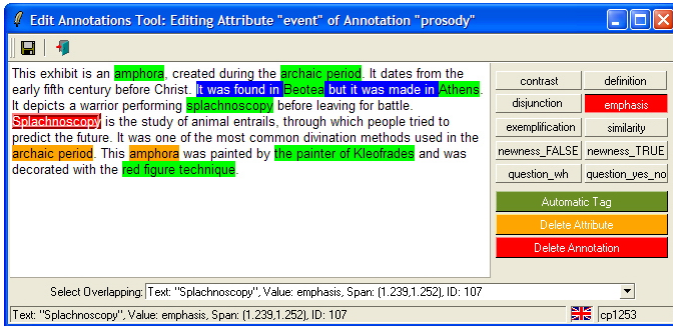 Edit Annotations Tool: Editing Attribute "event" of Annotation "prosody"
This exhibit is an amphora, created during the archaic period. It dates from the
early fifth century before Christ. It was found in Beotea but it was made in Athens.
It depicts a warrior performing splachnoscopy before leaving for battle.
Splachnoscopy is the study of animal entrails, through which people tried to
predict the future. It was one of the most common divination methods used in the
archaic period. This amphora was painted by the painter of Kleofrades and was
decorated with the red figure technique.
contrast definition
disjunction emphasis
exemplification similarity
newness_FALSE newness_TRUE
question_wh question_yes_no
Automatic Tag
Delete Attribute
Delete Annotation
Select Overlapping: Text: "Splachnoscopy", Value: emphasis, Span: (1.239,1.252), ID: 107
Text: "Splachnoscopy", Value: emphasis, Span: (1.239,1.252), ID: 107 cp1253